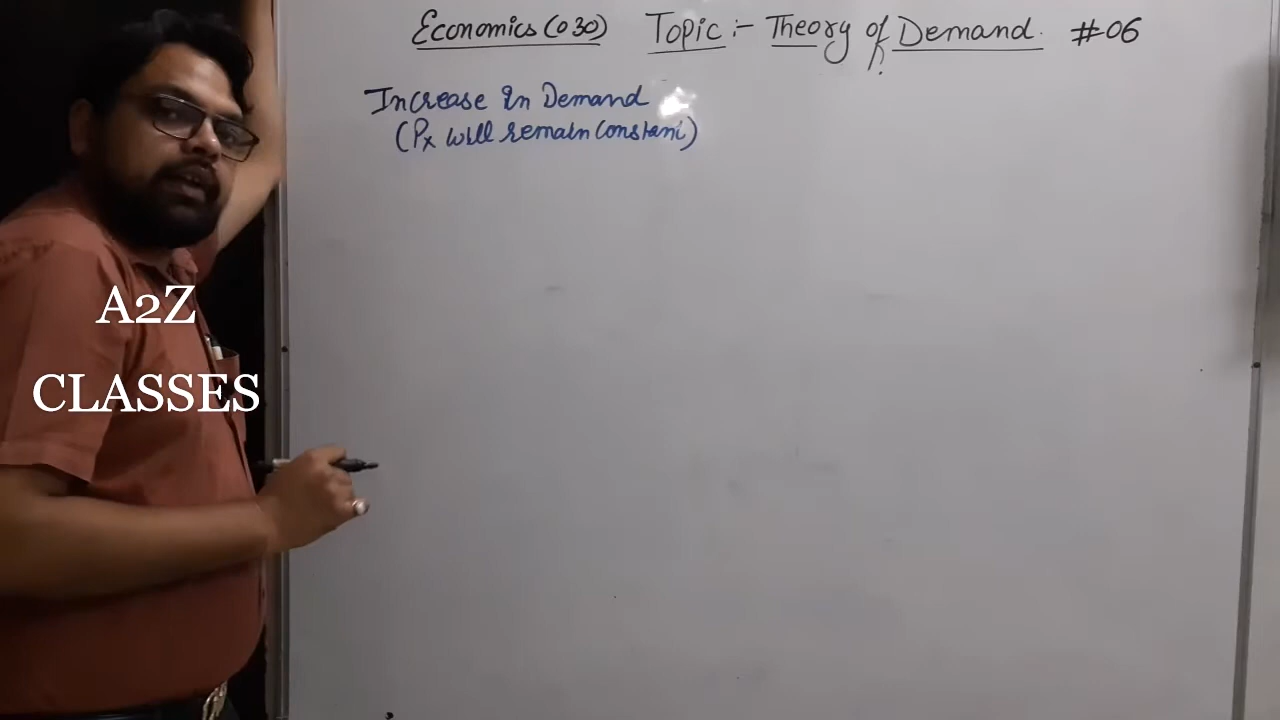 Economics (030) Topic :- Theory of Demand. #06
Increase in Demand
(Px will remain Constant)
A2Z
CLASSES